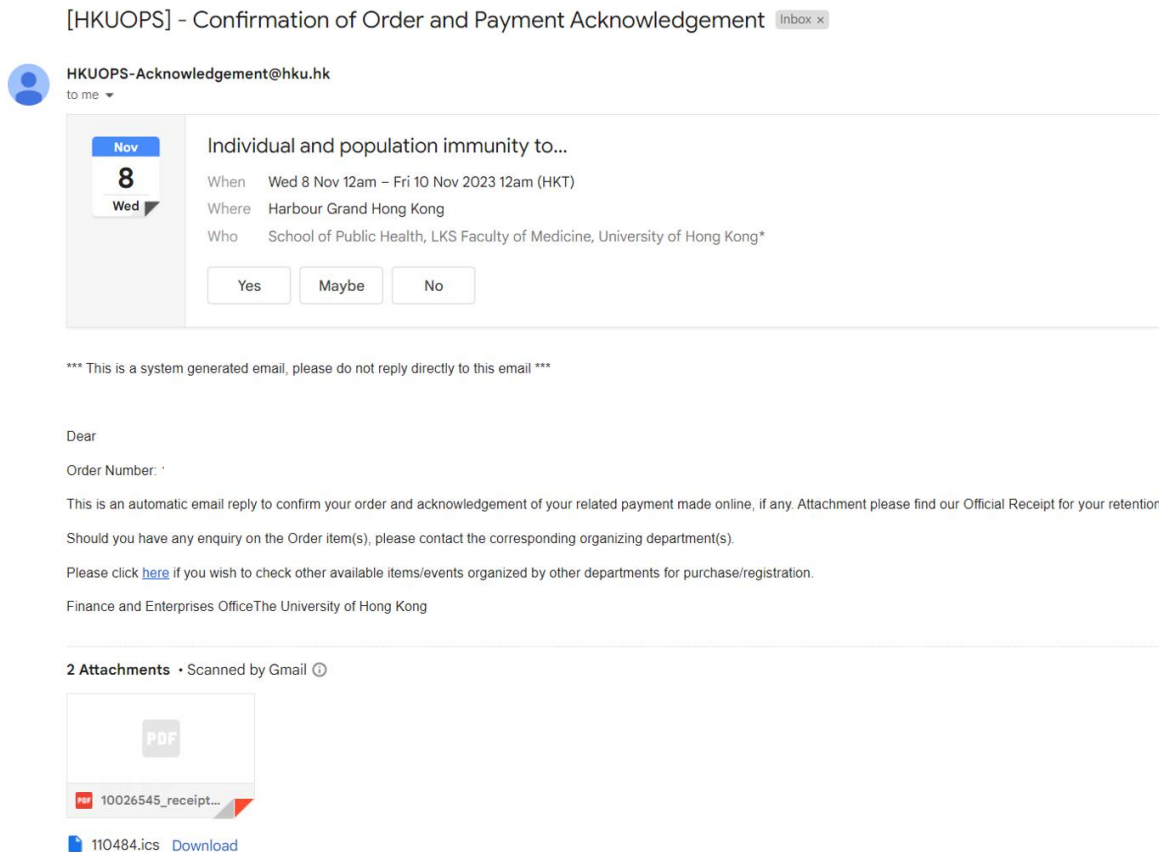 [HKUOPS] - Confirmation of Order and Payment Acknowledgement Inbox ×
HKUOPS-Acknowledgement@hku.hk
to me
Nov
8
Wed
Individual and population immunity to...
When Wed 8 Nov 12am – Fri 10 Nov 2023 12am (HKT)
Where Harbour Grand Hong Kong
Who School of Public Health, LKS Faculty of Medicine, University of Hong Kong*
Yes Maybe No
*** This is a system generated email, please do not reply directly to this email ***
Dear
Order Number:
This is an automatic email reply to confirm your order and acknowledgement of your related payment made online, if any. Attachment please find our Official Receipt for your retention
Should you have any enquiry on the Order item(s), please contact the corresponding organizing department(s).
Please click here if you wish to check other available items/events organized by other departments for purchase/registration.
Finance and Enterprises OfficeThe University of Hong Kong
2 Attachments • Scanned by Gmail
PDF
PDF 10026545_receipt...
110484.ics Download